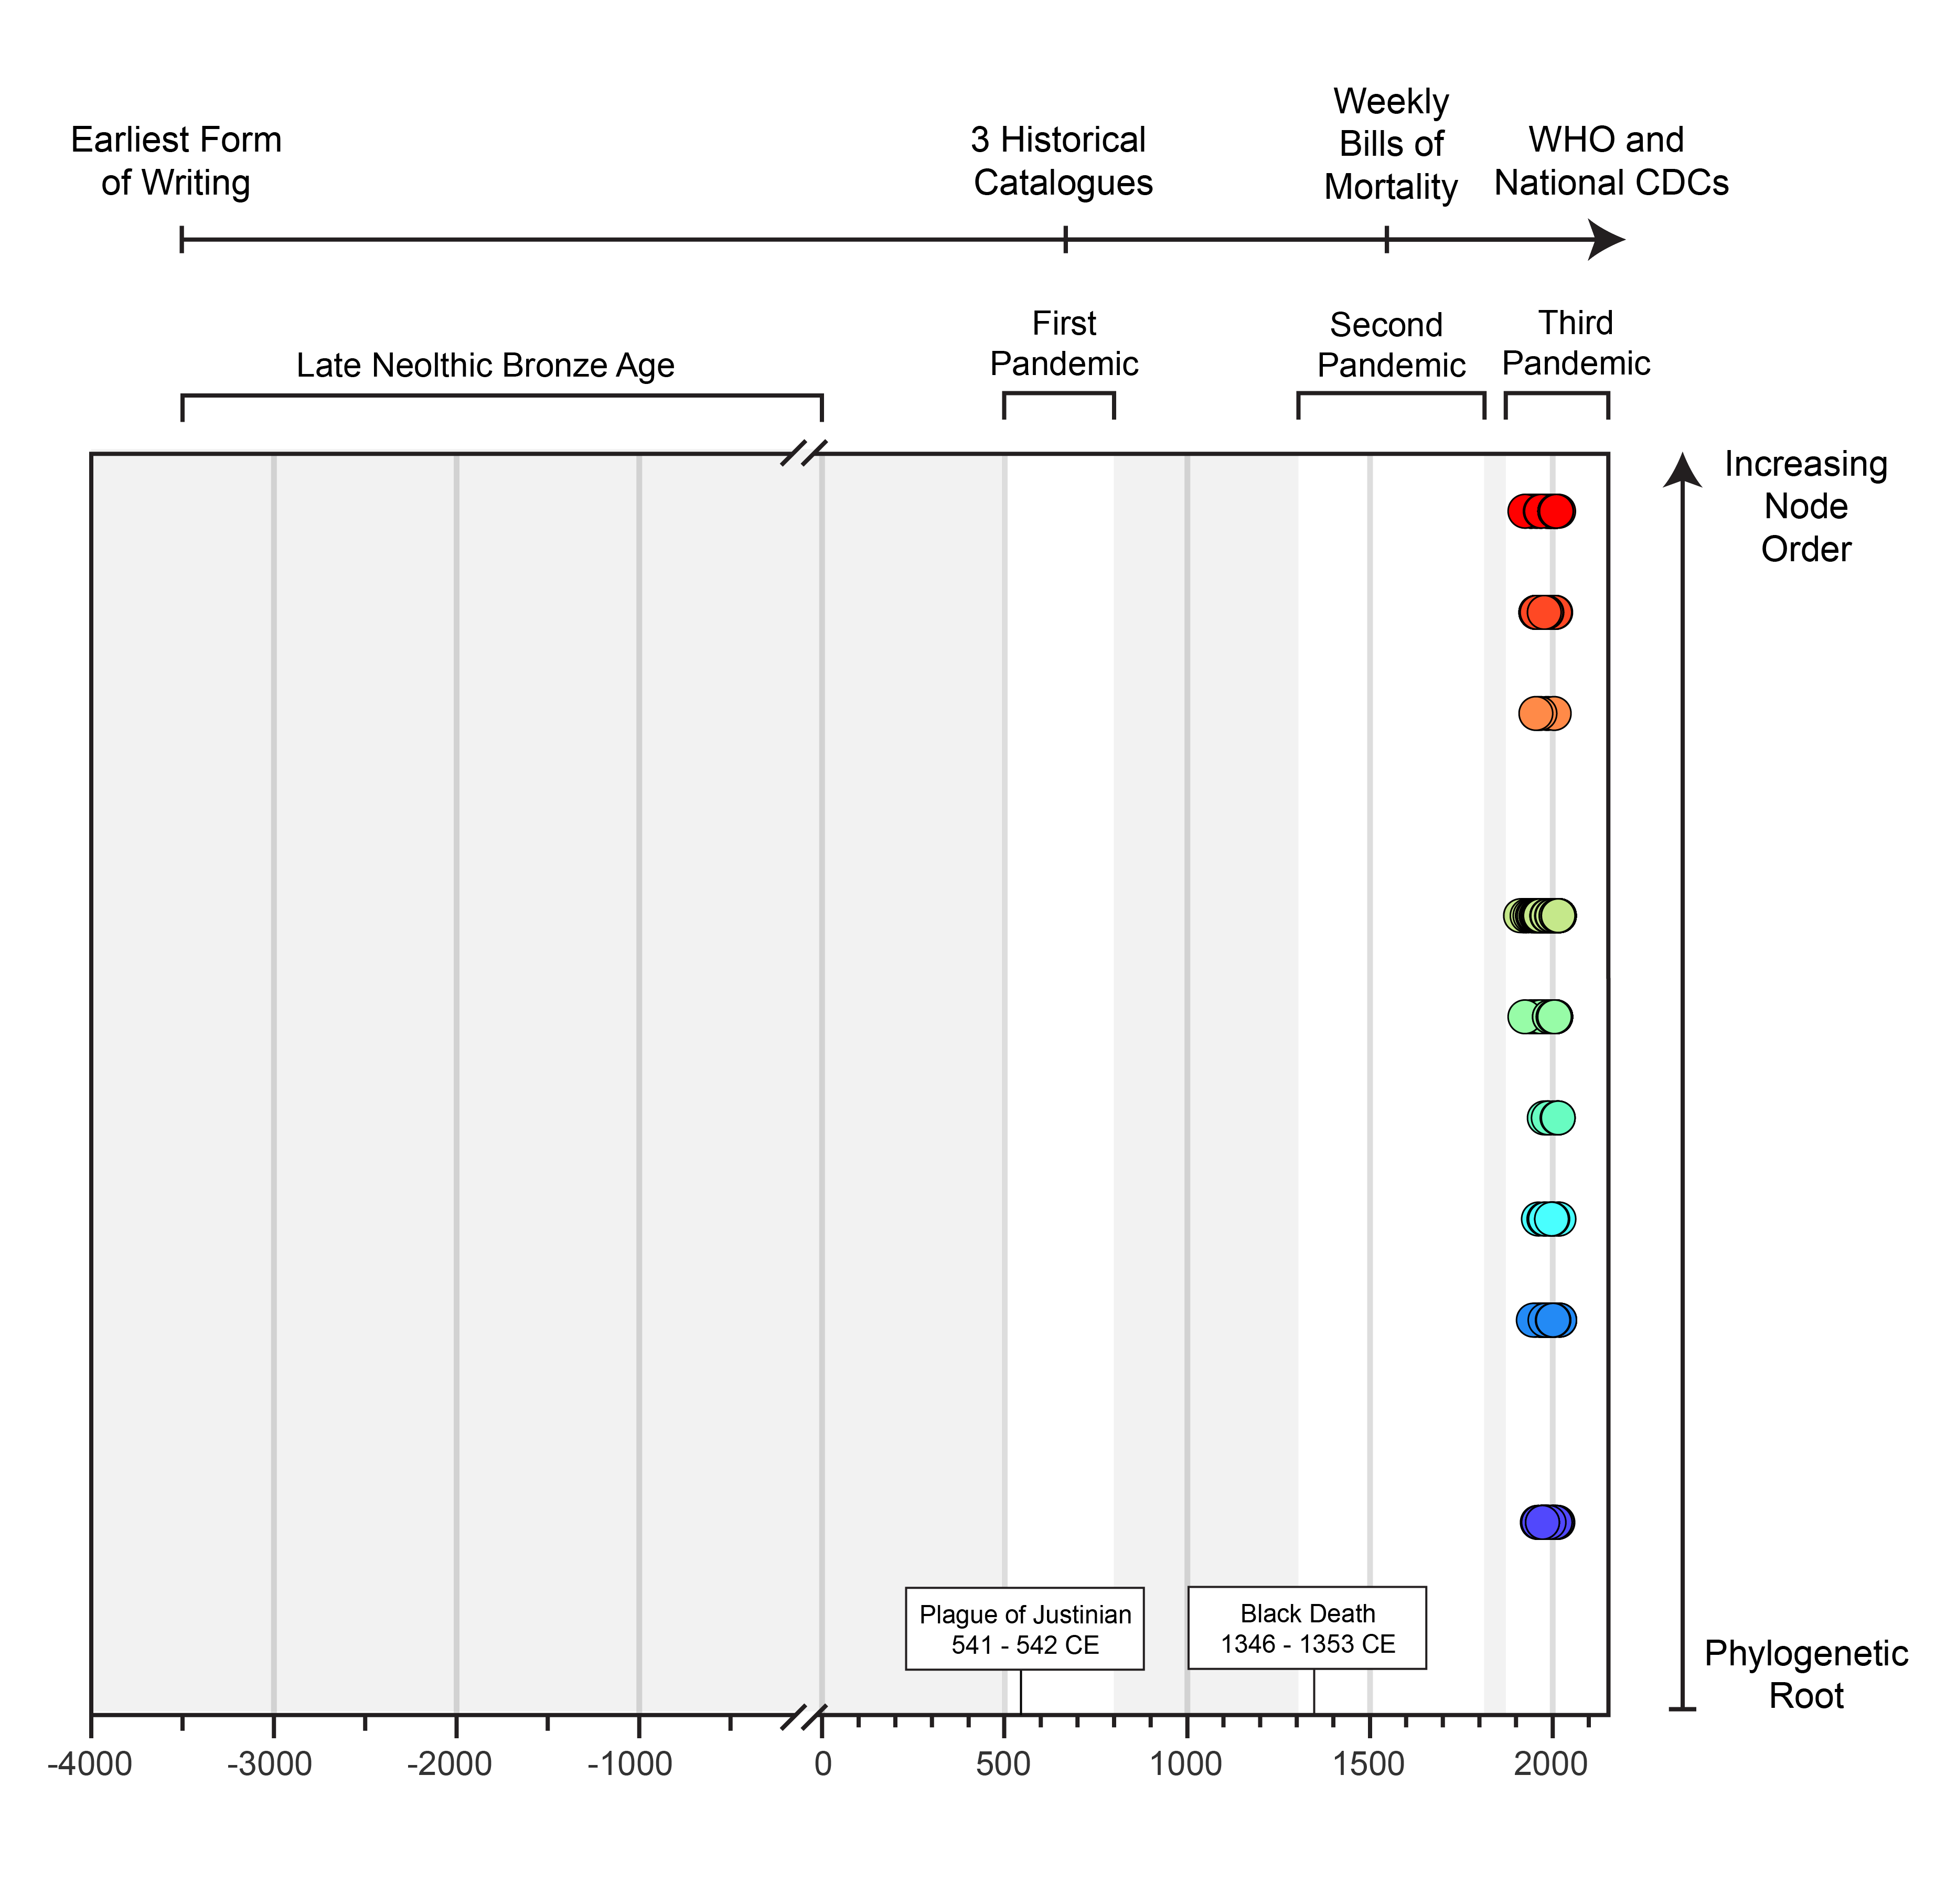 Earliest Form
of Writing
3 Historical
Catalogues
Weekly
Bills of
Mortality
WHO and
National CDCs
Late Neolthic Bronze Age
First
Pandemic
Second
Pandemic
Third
Pandemic
Increasing
Node
Order
Plague of Justinian
541 - 542 CE
Black Death
1346 - 1353 CE
Phylogenetic
Root
-4000 -3000 -2000 -1000 0 500 1000 1500 2000